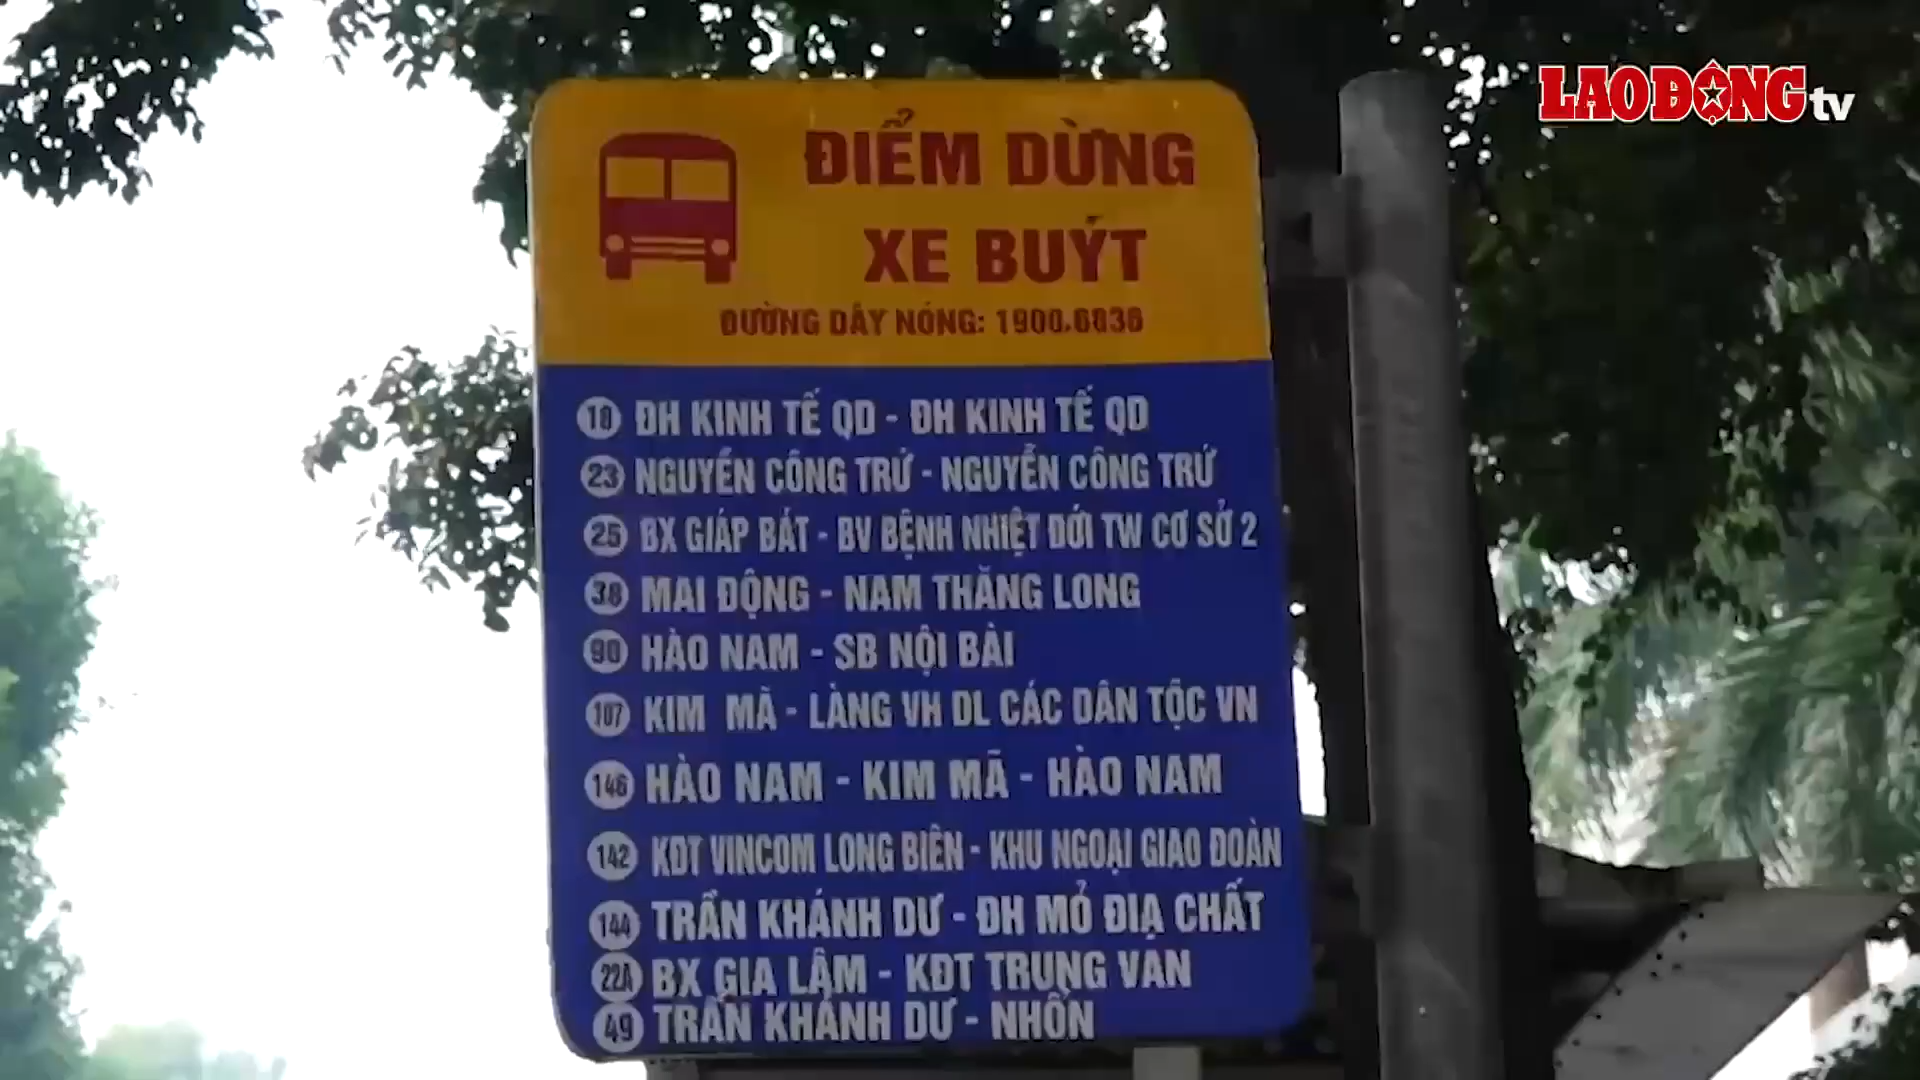 LAO ĐỘNG tv
ĐIỂM DỪNG
XE BUÝT
ĐƯỜNG DÂY NÓNG: 1900.6836
18 ĐH KINH TẾ QD - ĐH KINH TẾ QD
23 NGUYỄN CÔNG TRỨ - NGUYỄN CÔNG TRỨ
25 BX GIÁP BÁT - BV BỆNH NHIỆT ĐỚI TW CƠ SỞ 2
38 MAI ĐỘNG - NAM THĂNG LONG
90 HÀO NAM - SB NỘI BÀI
107 KIM MÃ - LÀNG VH DL CÁC DÂN TỘC VN
146 HÀO NAM - KIM MÃ - HÀO NAM
142 KĐT VINCOM LONG BIÊN - KHU NGOẠI GIAO ĐOÀN
144 TRẦN KHÁNH DƯ - ĐH MỎ ĐỊA CHẤT
22A BX GIA LÂM - KĐT TRUNG VĂN
49 TRẦN KHÁNH DƯ - NHỔN